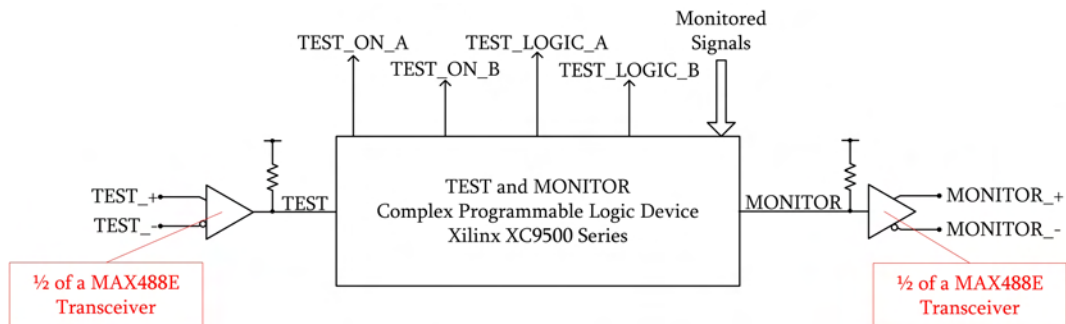 TEST_ON_A
TEST_LOGIC_A
Monitored
Signals
TEST_ON_B
TEST_LOGIC_B
TEST_+
TEST_-
TEST
TEST and MONITOR
Complex Programmable Logic Device
Xilinx XC9500 Series
MONITOR
MONITOR_+
MONITOR_-
½ of a MAX488E
Transceiver
½ of a MAX488E
Transceiver